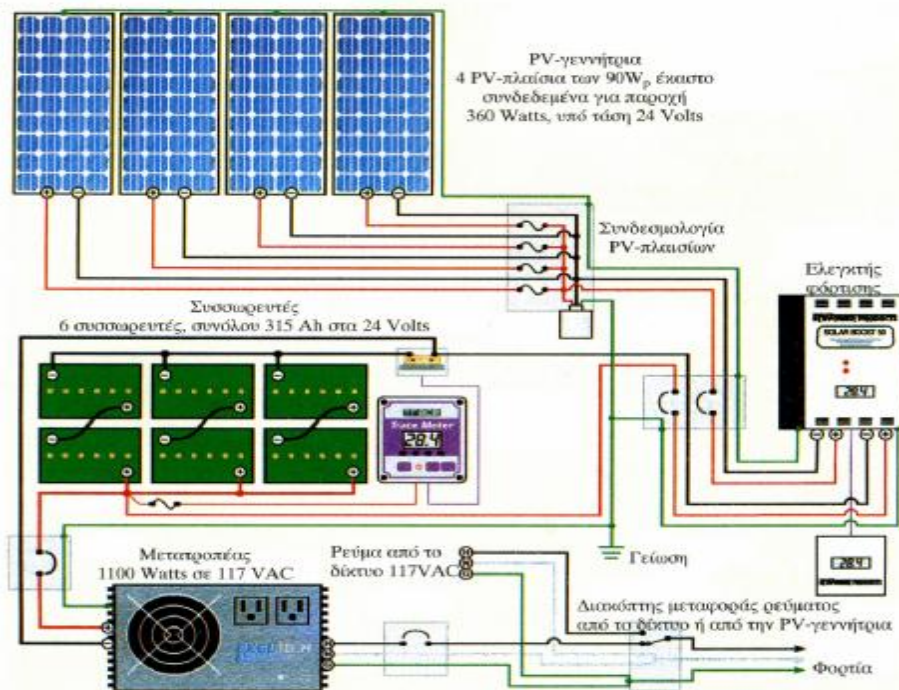 PV-γεννήτρια
4 PV-πλαίσια των 90Wp έκαστο
συνδεδεμένα για παροχή
360 Watts, υπό τάση 24 Volts
Συνδεσμολογία
PV-πλαισίων
Ελεγκτής
φόρτισης
SOLAR BOOST 50
28.4
Συσσωρευτές
6 συσσωρευτές, συνόλου 315 Ah στα 24 Volts
Trace Meter
28.4
28.4
Γείωση
Μετατροπέας
1100 Watts σε 117 VAC
Ρεύμα από το
δίκτυο 117VAC
H
N
G
Διακόπτης μεταφοράς ρεύματος
από το δίκτυο ή από την PV-γεννήτρια
Φορτία